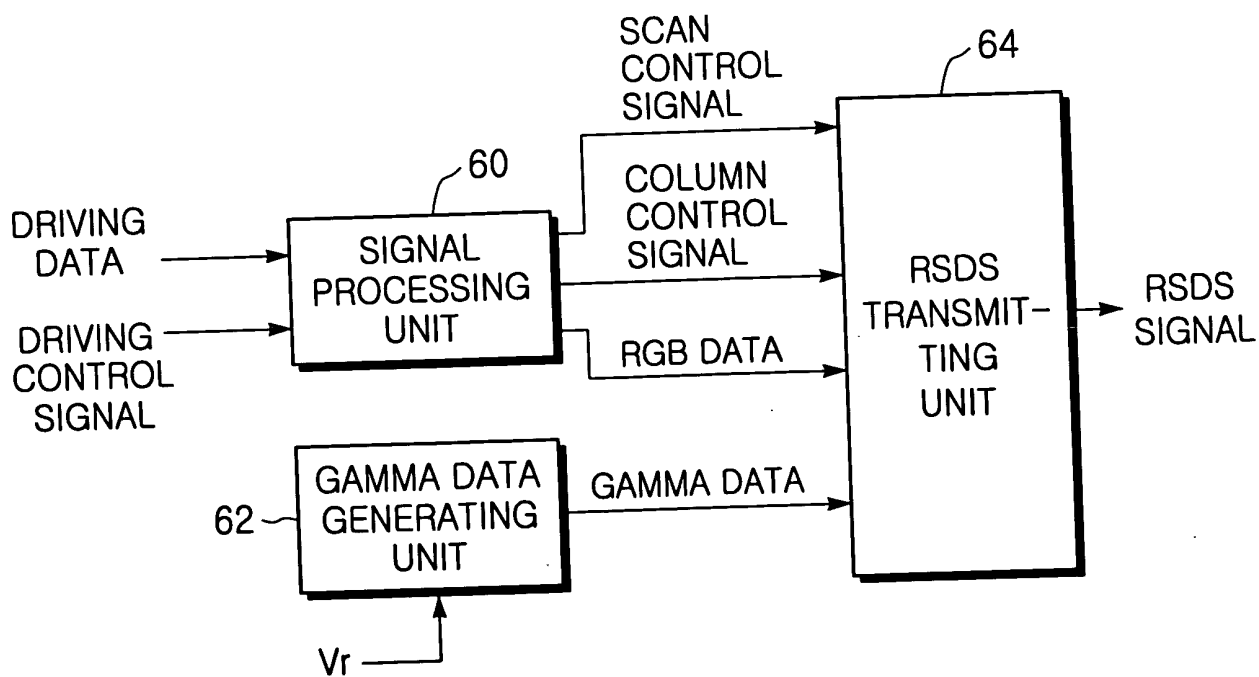 SCAN
CONTROL
SIGNAL
64
60
COLUMN
CONTROL
SIGNAL
DRIVING
DATA
SIGNAL
PROCESSING
UNIT
RSDS
TRANSMIT-
TING
UNIT
RSDS
SIGNAL
DRIVING
CONTROL
SIGNAL
RGB DATA
GAMMA DATA
GENERATING
UNIT
62
GAMMA DATA
Vr